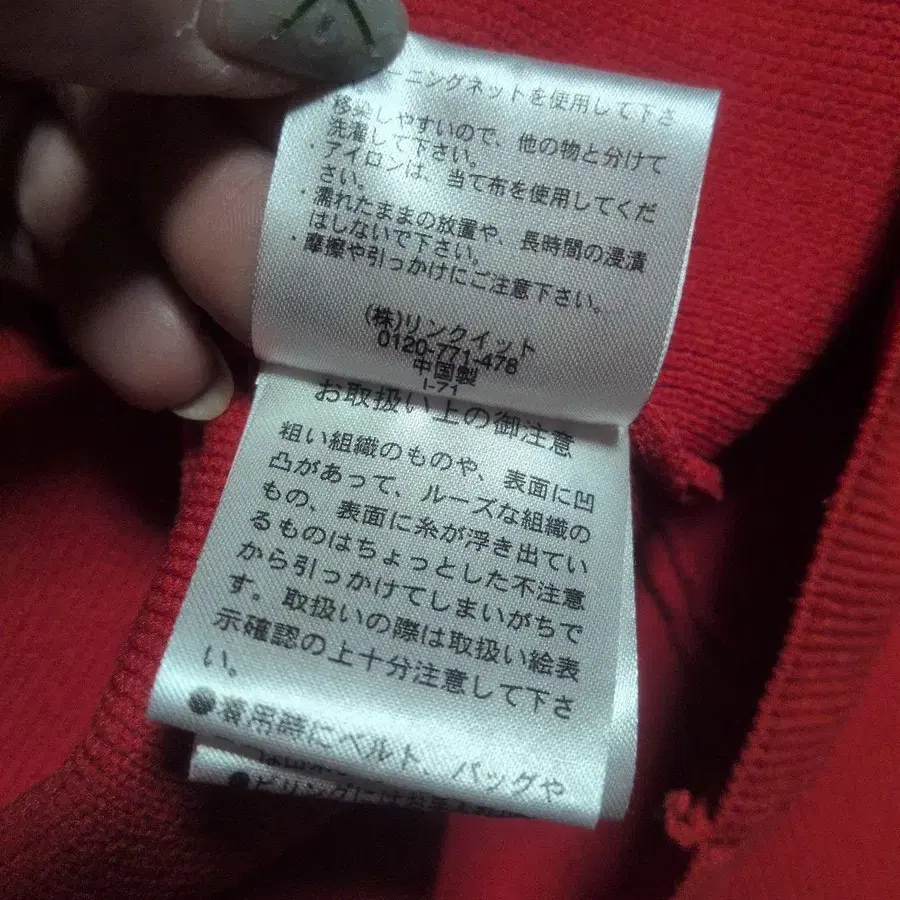 ーニングネットを使用して下さ
・移染しやすいので、他の物と分けて
洗濯して下さい。
・アイロンは、当て布を使用してくだ
さい。
・濡れたままの放置や、長時間の浸漬
はしないで下さい。
・摩擦や引っかけにご注意下さい。
(株)リンクイット
0120-771-478
中国製
I-71
お取扱い上の御注意
粗い組織のものや、表面に凹
凸があって、ルーズな組織の
もの、表面に糸が浮き出てい
るものはちょっとした不注意
から引っかけてしまいがちで
す。取扱いの際は取扱い絵表
示確認の上十分注意して下さ
い。
●着用時にベルト、バッグや
●ピリングには